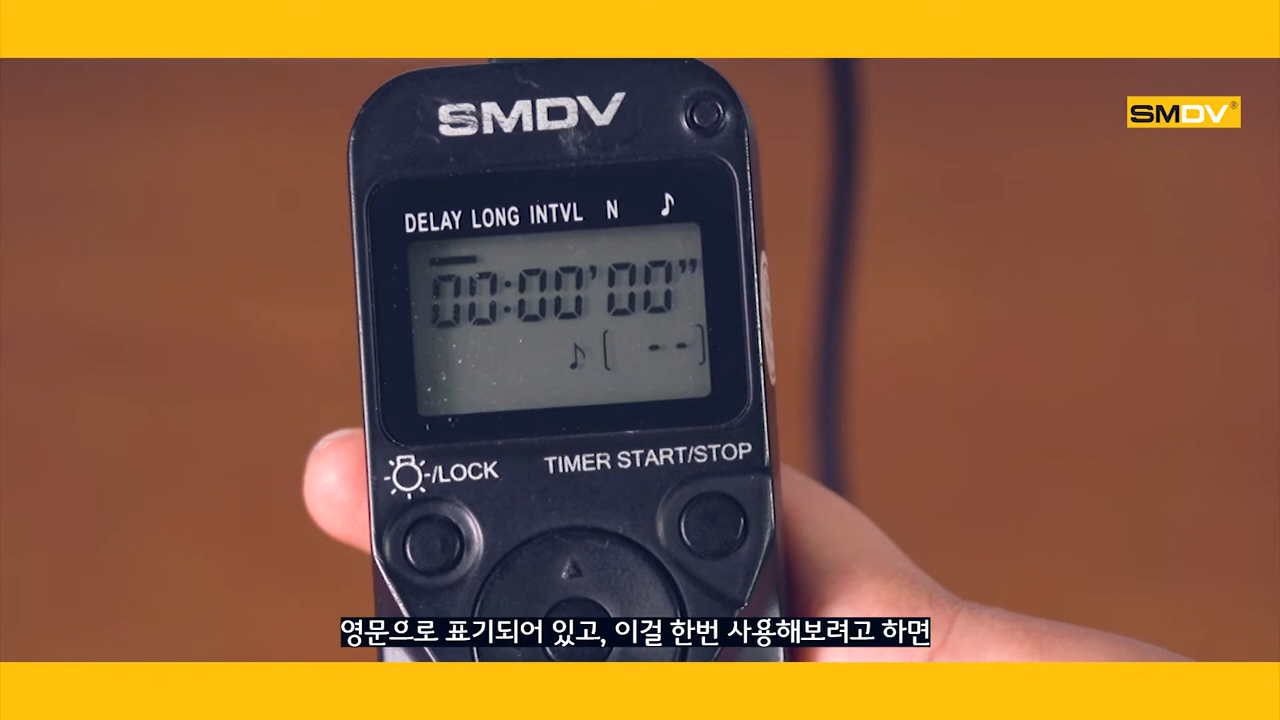 SMDV
SMDV®
DELAY LONG INTVL N ♪
00:00'00"
♪ [ --]
/LOCK
TIMER START/STOP
영문으로 표기되어 있고, 이걸 한번 사용해보려고 하면